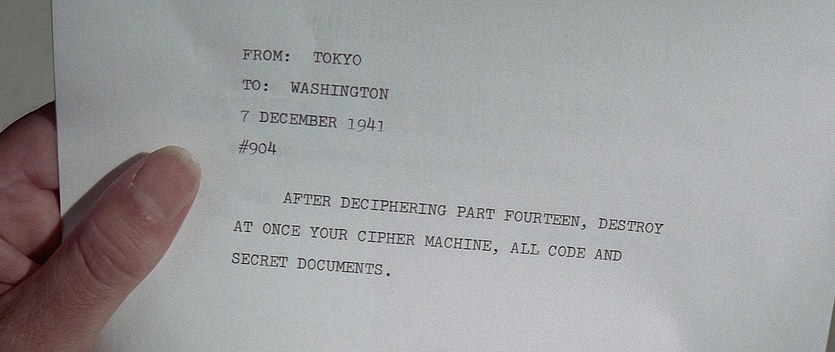 FROM: TOKYO
TO: WASHINGTON
7 DECEMBER 1941
#904
AFTER DECIPHERING PART FOURTEEN, DESTROY
AT ONCE YOUR CIPHER MACHINE, ALL CODE AND
SECRET DOCUMENTS.